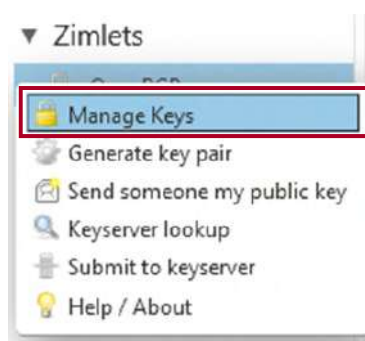 ▼ Zimlets
Manage Keys
Generate key pair
Send someone my public key
Keyserver lookup
Submit to keyserver
Help / About